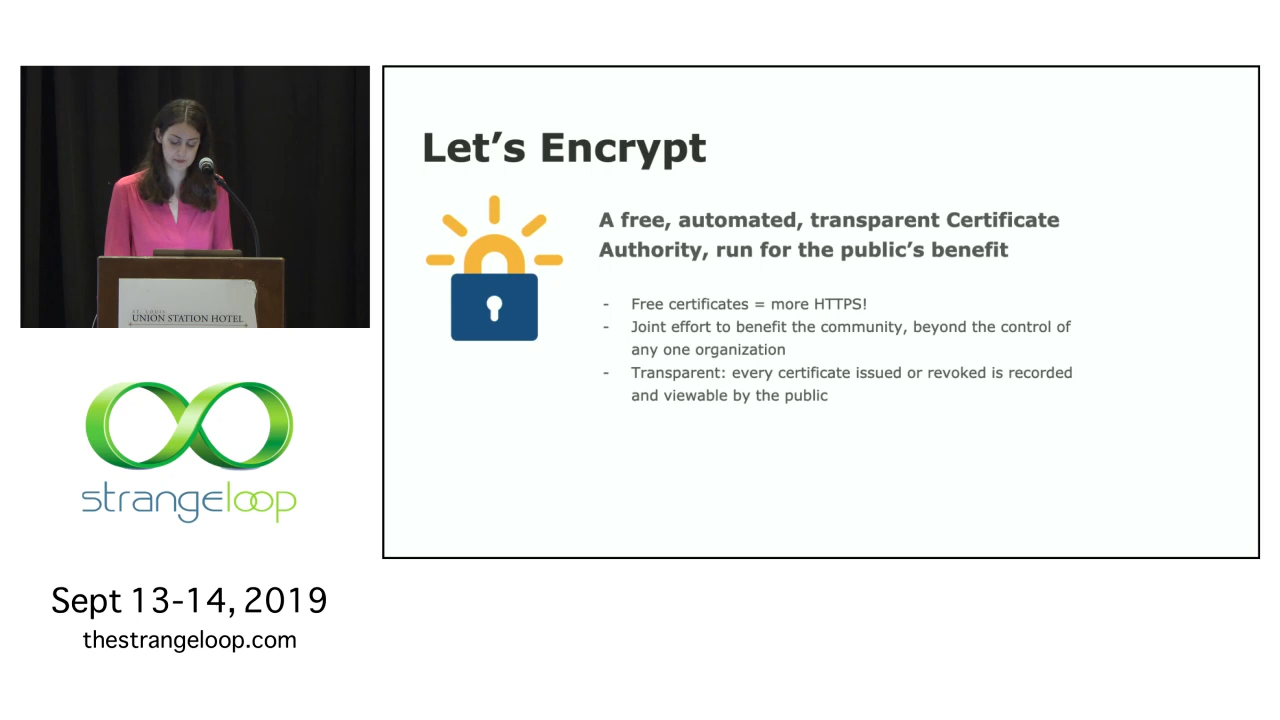 ST. LOUIS
UNION STATION HOTEL
strangeloop
Sept 13-14, 2019
thestrangeloop.com
Let's Encrypt
A free, automated, transparent Certificate
Authority, run for the public's benefit
- Free certificates = more HTTPS!
- Joint effort to benefit the community, beyond the control of
any one organization
- Transparent: every certificate issued or revoked is recorded
and viewable by the public